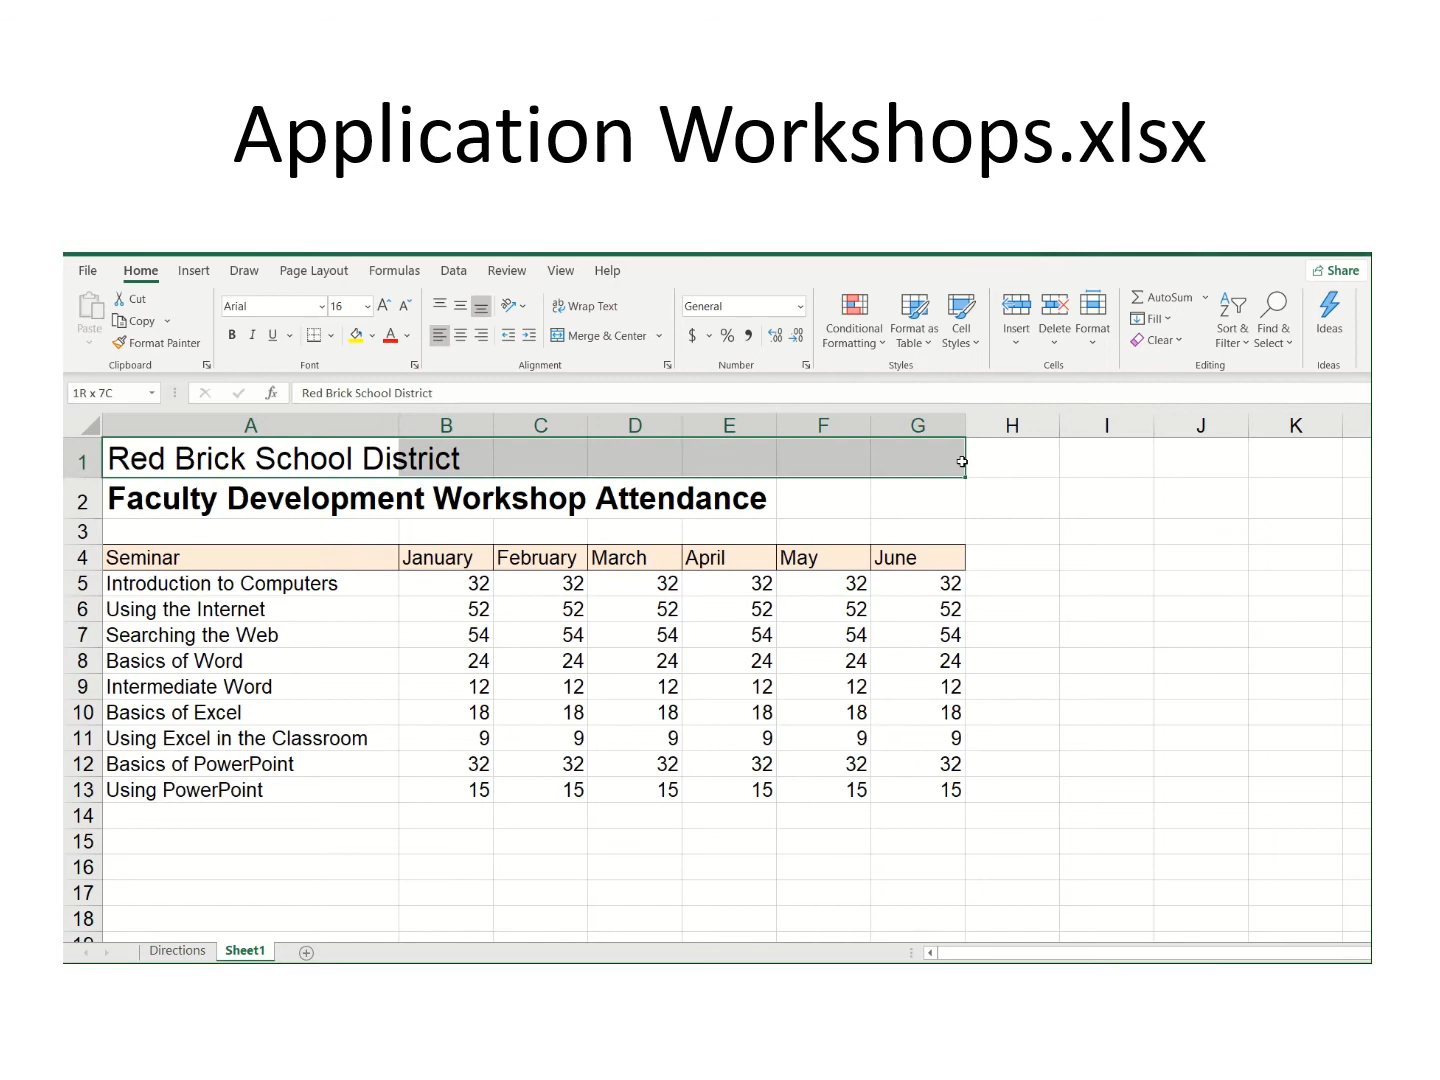 Application Workshops.xlsx
File Home Insert Draw Page Layout Formulas Data Review View Help Share
Paste Cut Copy Format Painter Clipboard
Arial 16 A A B I U A Font
ab Wrap Text Merge & Center Alignment
General $ % Number
Conditional Formatting Format as Table Cell Styles Styles
Insert Delete Format Cells
AutoSum Fill Clear Sort & Filter Find & Select Editing
Ideas Ideas
1R x 7C fx Red Brick School District
A B C D E F G H I J K
1 Red Brick School District
2 Faculty Development Workshop Attendance
3
4 Seminar January February March April May June
5 Introduction to Computers 32 32 32 32 32 32
6 Using the Internet 52 52 52 52 52 52
7 Searching the Web 54 54 54 54 54 54
8 Basics of Word 24 24 24 24 24 24
9 Intermediate Word 12 12 12 12 12 12
10 Basics of Excel 18 18 18 18 18 18
11 Using Excel in the Classroom 9 9 9 9 9 9
12 Basics of PowerPoint 32 32 32 32 32 32
13 Using PowerPoint 15 15 15 15 15 15
14
15
16
17
18
Directions Sheet1